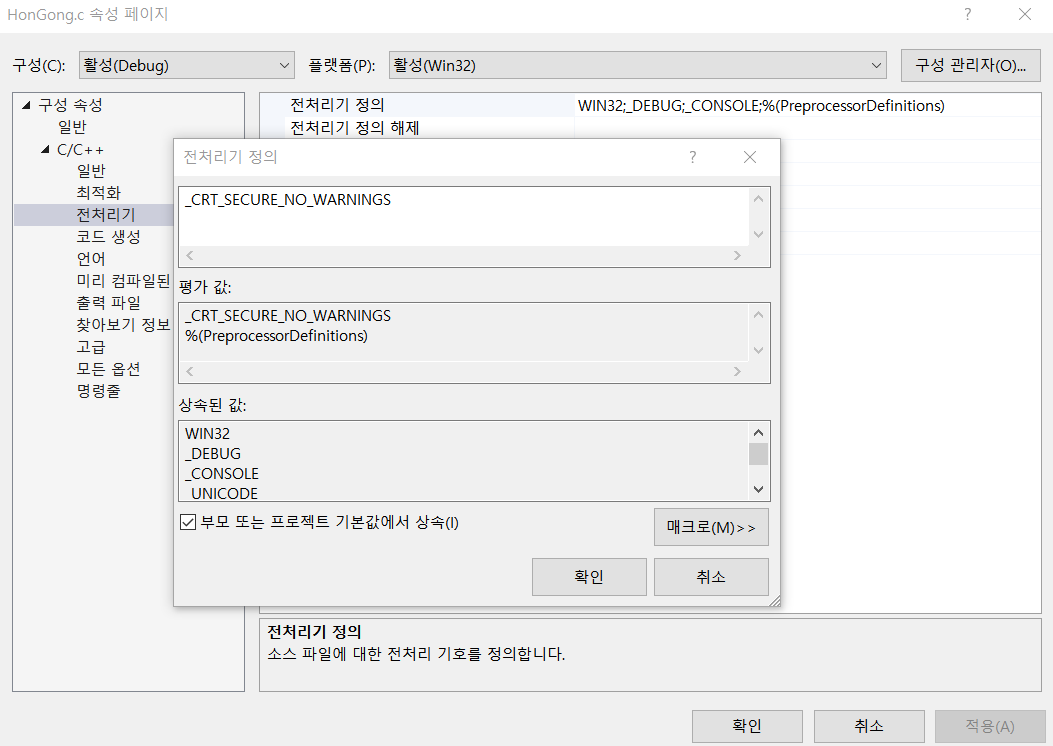 HonGong.c 속성 페이지
?
구성(C):
활성(Debug)
플랫폼(P):
활성(Win32)
구성 관리자(O)...
구성 속성
일반
C/C++
일반
최적화
전처리기
코드 생성
언어
미리 컴파일된
출력 파일
찾아보기 정보
고급
모든 옵션
명령줄
전처리기 정의
WIN32;_DEBUG;_CONSOLE;%(PreprocessorDefinitions)
전처리기 정의 해제
전처리기 정의
?
_CRT_SECURE_NO_WARNINGS
평가 값:
_CRT_SECURE_NO_WARNINGS
%(PreprocessorDefinitions)
상속된 값:
WIN32
_DEBUG
_CONSOLE
_UNICODE
부모 또는 프로젝트 기본값에서 상속(I)
매크로(M)>>
확인
취소
전처리기 정의
소스 파일에 대한 전처리 기호를 정의합니다.
확인
취소
적용(A)